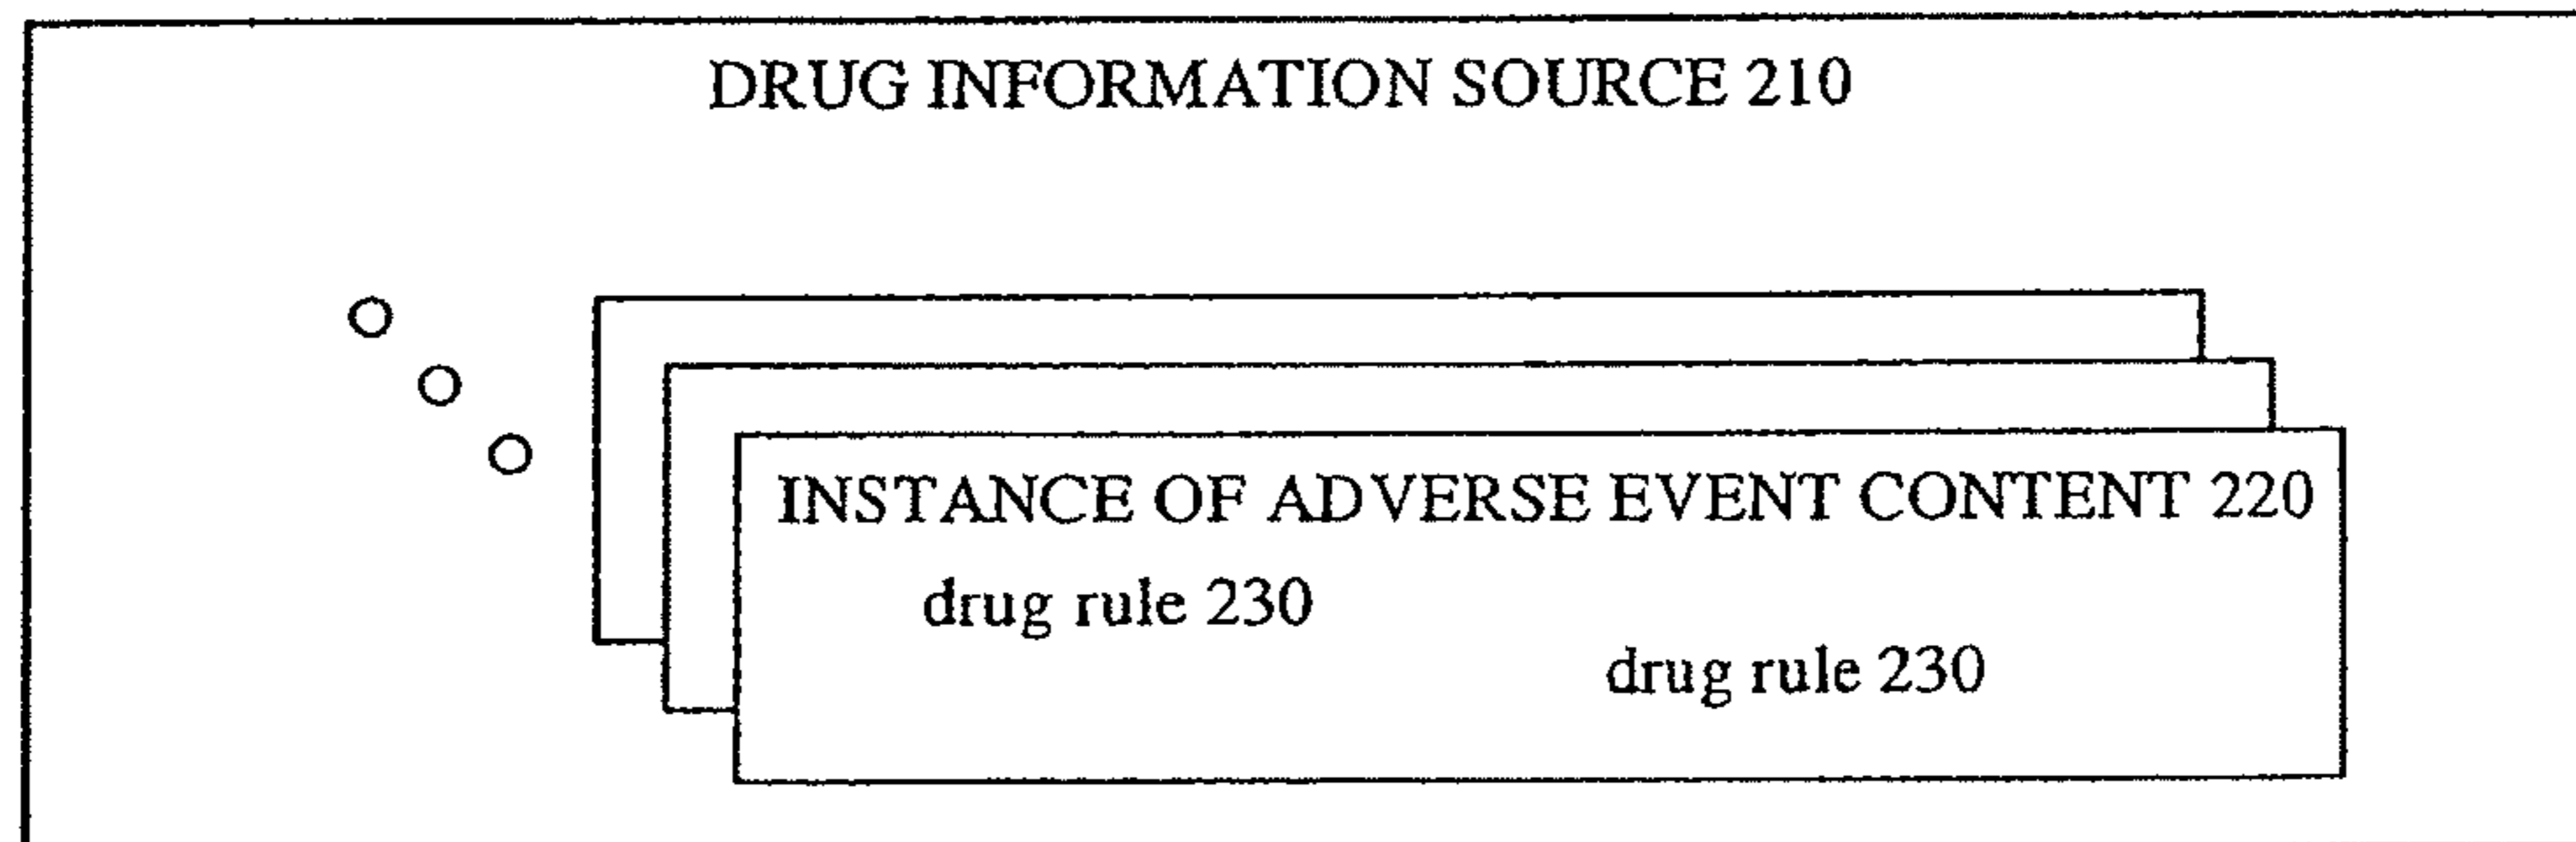 DRUG INFORMATION SOURCE 210
INSTANCE OF ADVERSE EVENT CONTENT 220
drug rule 230
drug rule 230